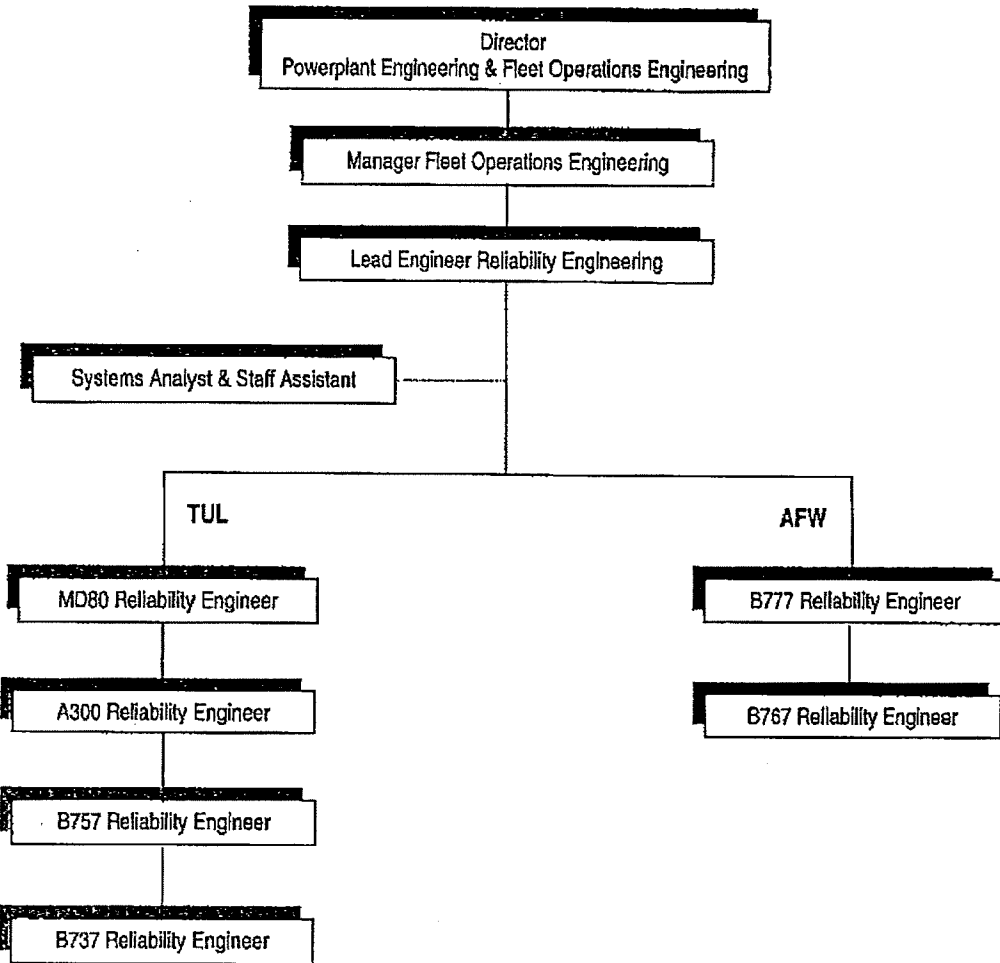 Director
Powerplant Engineering & Fleet Operations Engineering
Manager Fleet Operations Engineering
Lead Engineer Reliability Engineering
Systems Analyst & Staff Assistant
TUL
AFW
MD80 Reliability Engineer
B777 Reliability Engineer
A300 Reliability Engineer
B767 Reliability Engineer
B757 Reliability Engineer
B737 Reliability Engineer